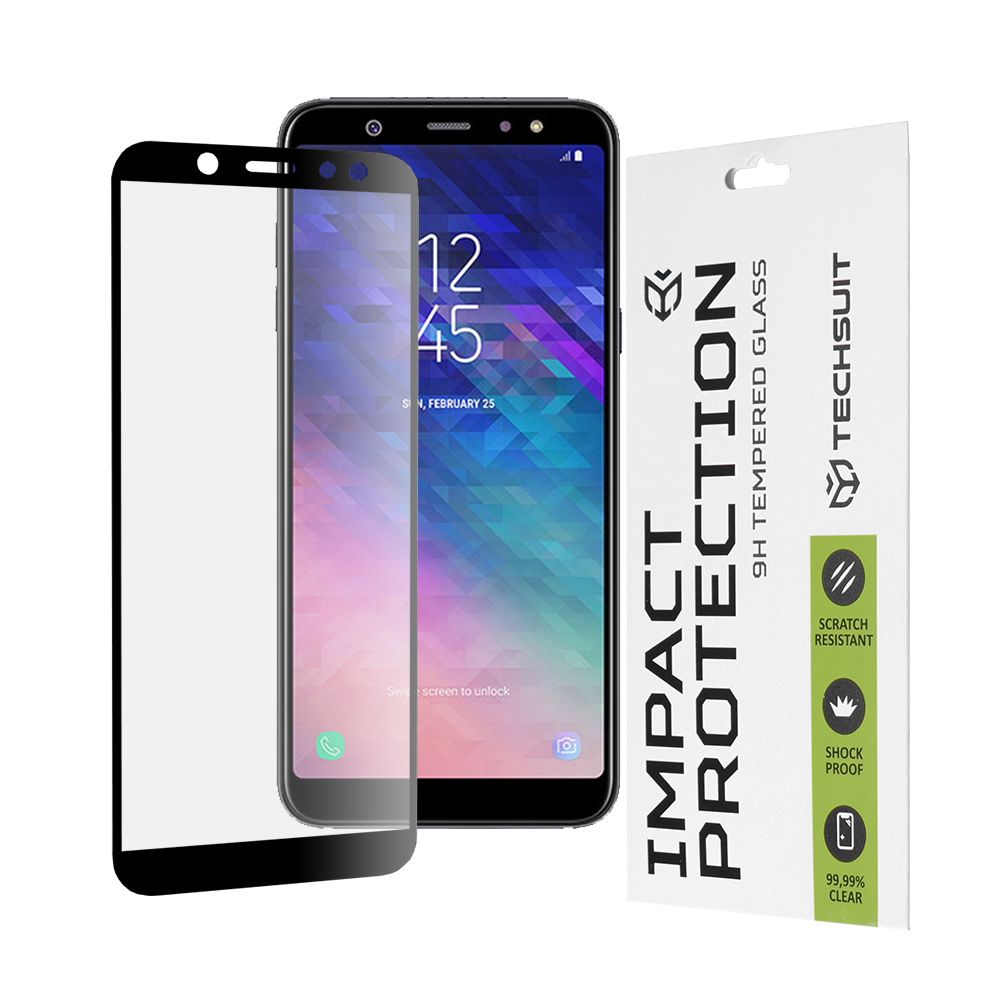 12
45
SUN, FEBRUARY 25
Swipe screen to unlock
IMPACT
PROTECTION
9H TEMPERED GLASS
TECHSUIT
SCRATCH
RESISTANT
SHOCK
PROOF
99,99%
CLEAR